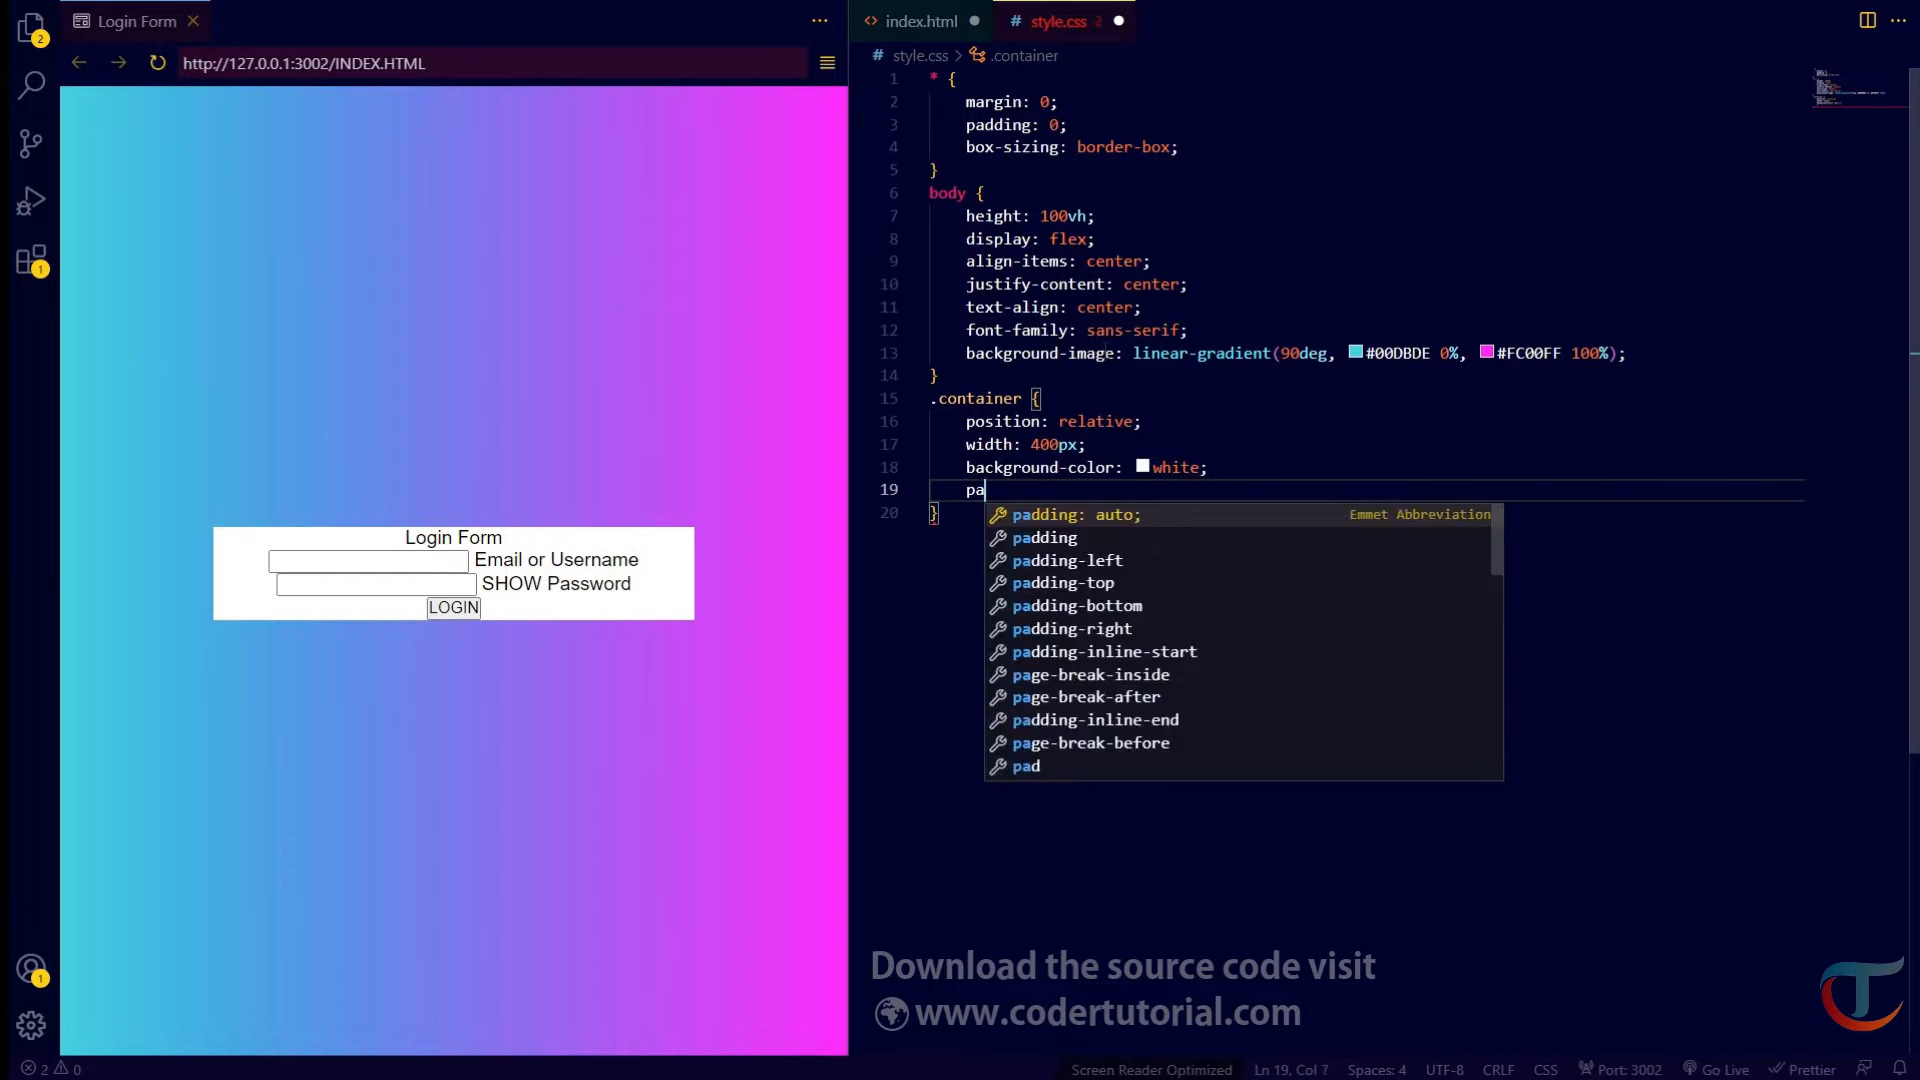 2
Login Form
http://127.0.0.1:3002/INDEX.HTML
Login Form
Email or Username
SHOW Password
LOGIN
index.html
# style.css 2
# style.css > .container
1 * {
2 margin: 0;
3 padding: 0;
4 box-sizing: border-box;
5 }
6 body {
7 height: 100vh;
8 display: flex;
9 align-items: center;
10 justify-content: center;
11 text-align: center;
12 font-family: sans-serif;
13 background-image: linear-gradient(90deg, #00DBDE 0%, #FC00FF 100%);
14 }
15 .container {
16 position: relative;
17 width: 400px;
18 background-color: white;
19 pa
20 }
padding: auto; Emmet Abbreviation
padding
padding-left
padding-top
padding-bottom
padding-right
padding-inline-start
page-break-inside
page-break-after
padding-inline-end
page-break-before
pad
1
1
Download the source code visit
www.codertutorial.com
2 0
Screen Reader Optimized Ln 19, Col 7 Spaces: 4 UTF-8 CRLF CSS Port: 3002 Go Live Prettier